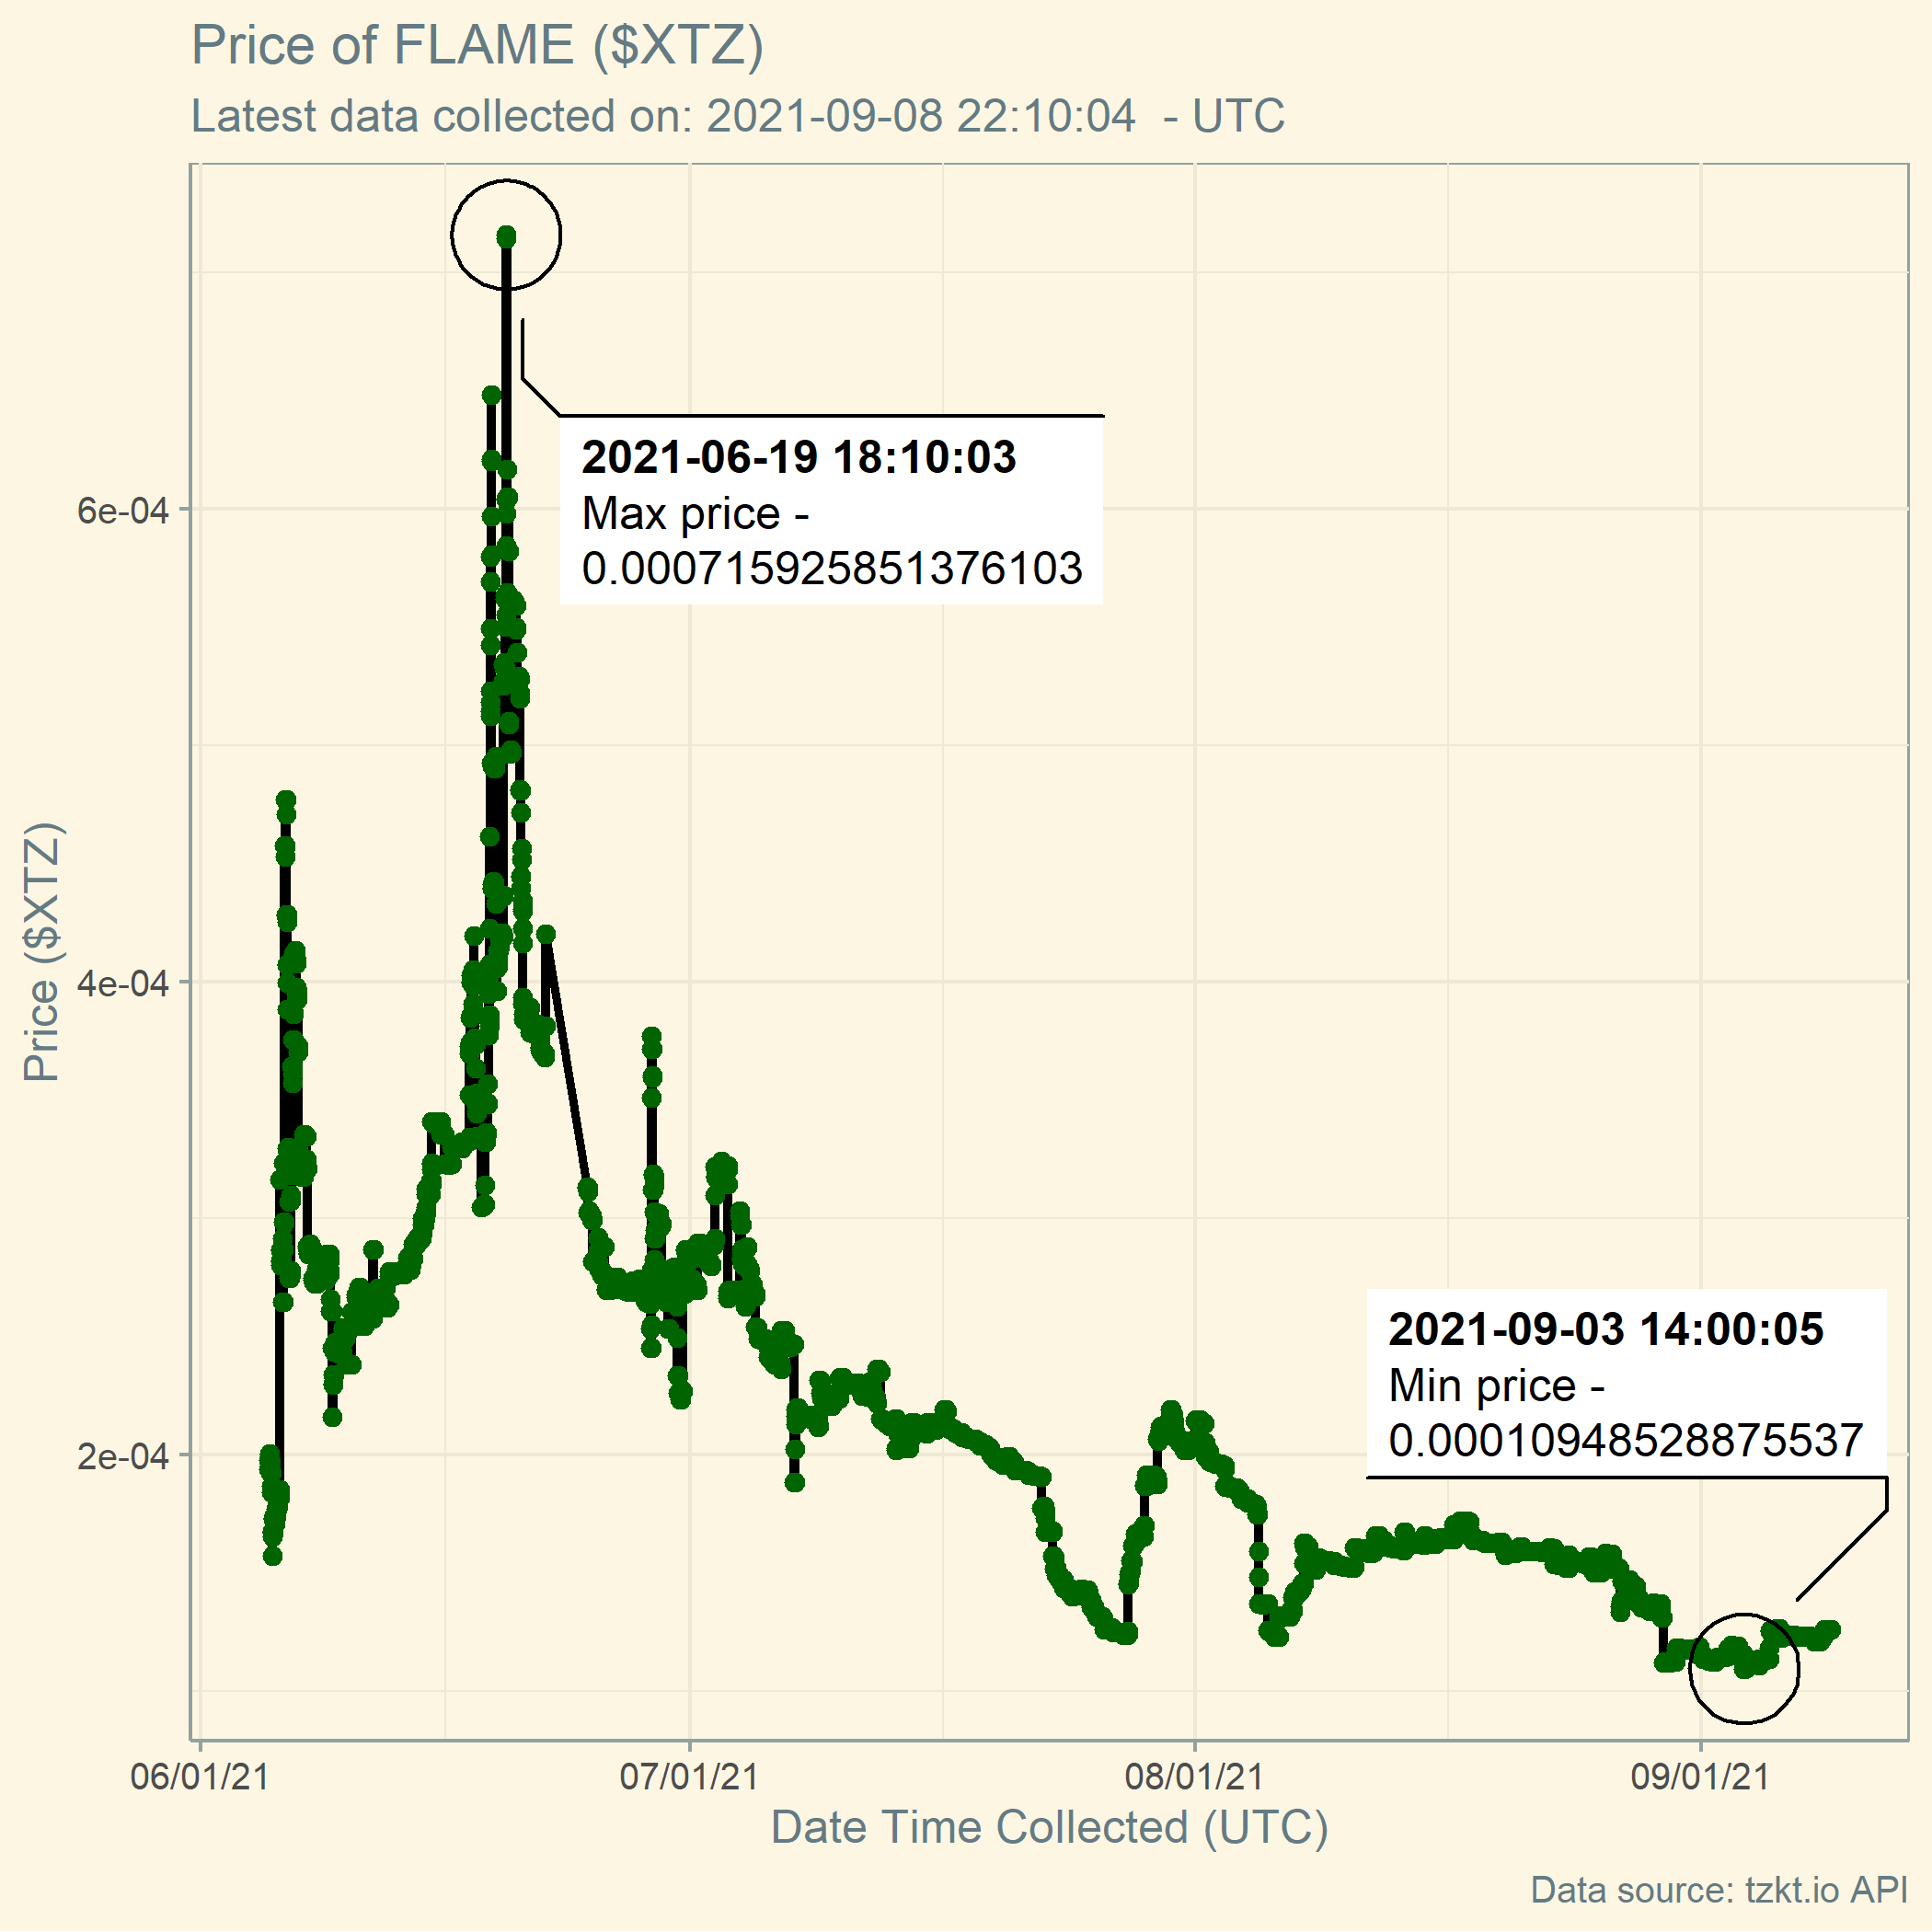 Price of FLAME ($XTZ)
Latest data collected on: 2021-09-08 22:10:04  - UTC
2021-06-19 18:10:03
Max price -
0.000715925851376103
6e-04
4e-04
2e-04
Price ($XTZ)
2021-09-03 14:00:05
Min price -
0.00010948528875537
06/01/21
07/01/21
08/01/21
09/01/21
Date Time Collected (UTC)
Data source: tzkt.io API